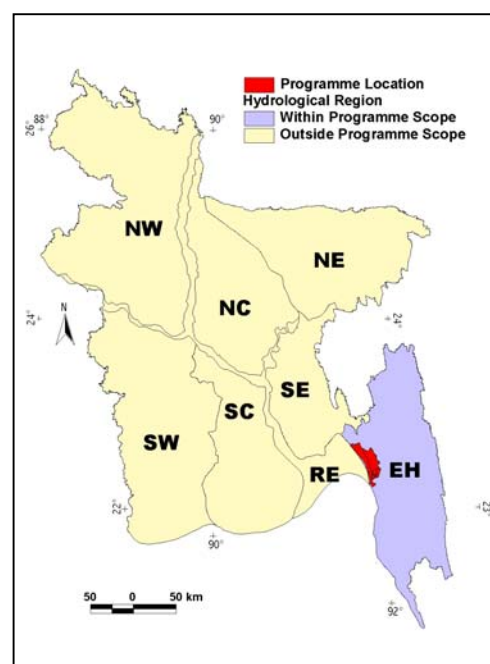 Programme Location
Hydrological Region
Within Programme Scope
Outside Programme Scope
26°
88°
90°
NW
NE
NC
N
24°
24°
SE
SC
SW
RE
EH
22°
23°
90°
50 0 50 km
92°